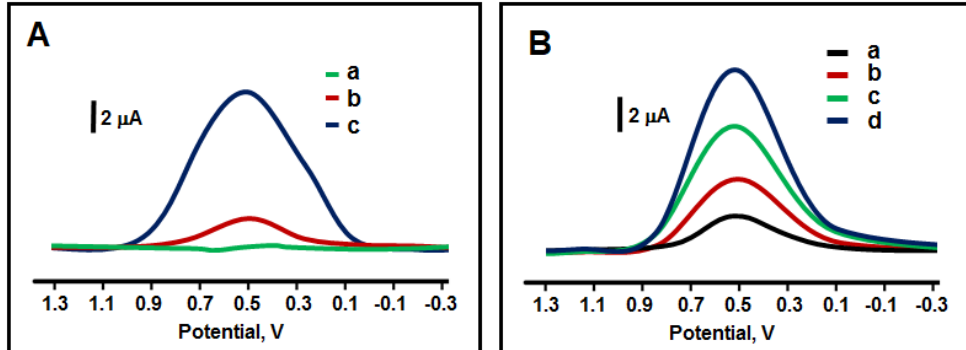 A
a
b
c
2 µA
1.3 1.1 0.9 0.7 0.5 0.3 0.1 -0.1 -0.3
Potential, V
B
a
b
c
d
2 µA
1.3 1.1 0.9 0.7 0.5 0.3 0.1 -0.1 -0.3
Potential, V